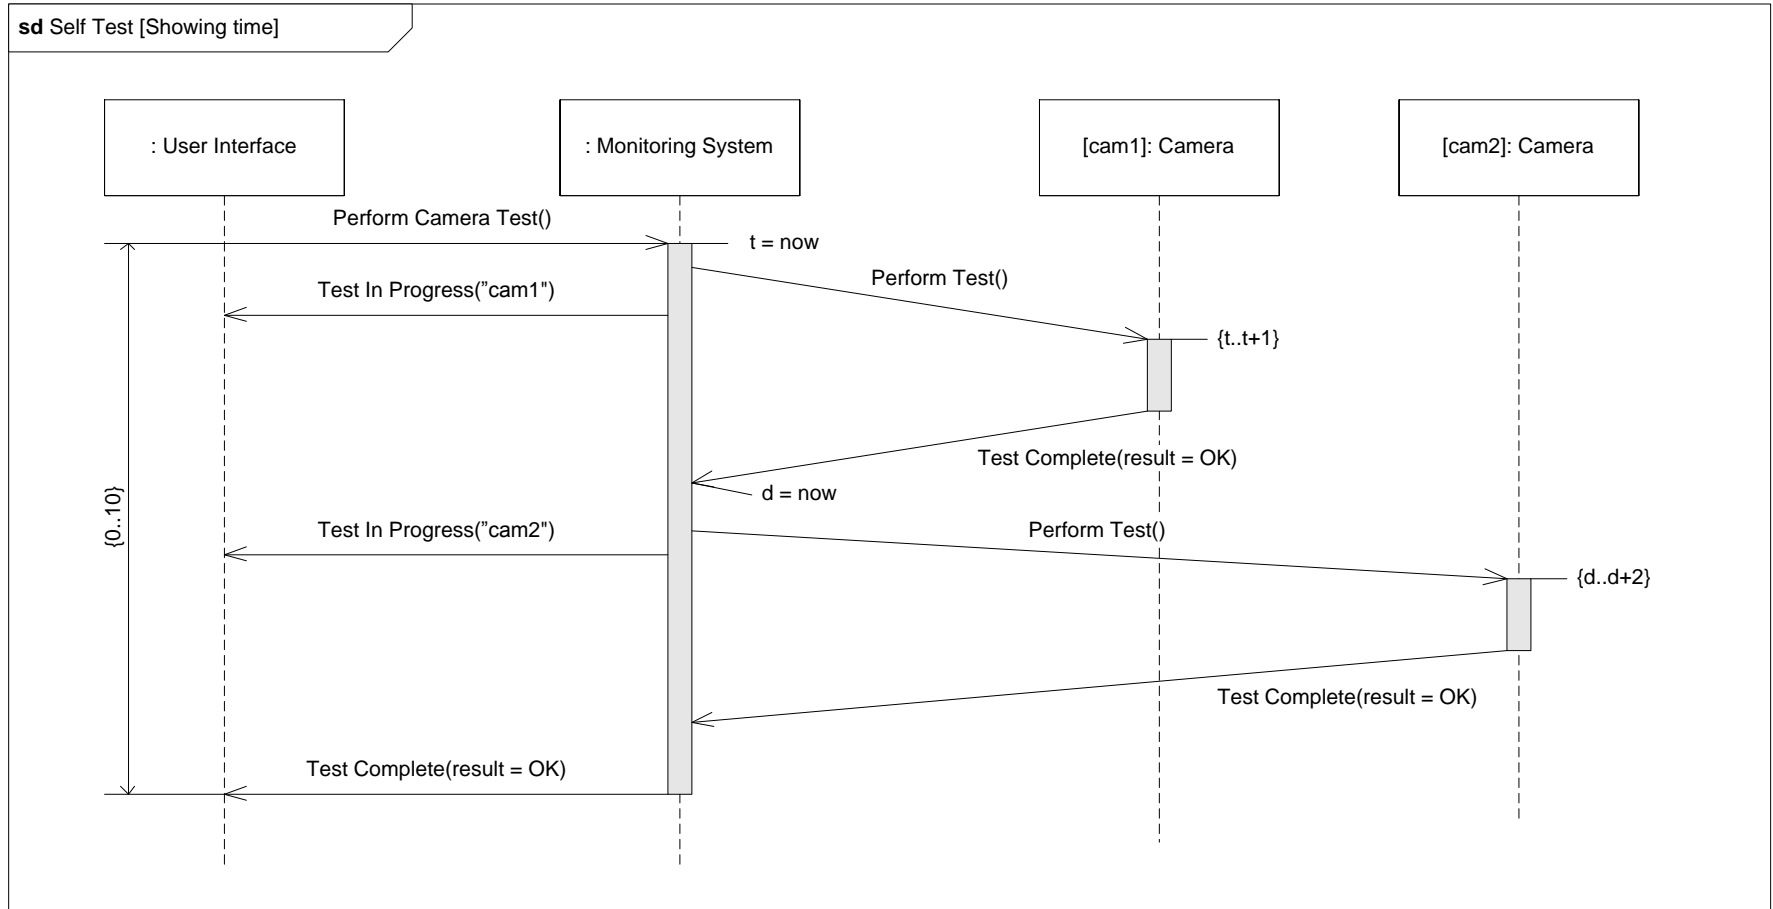 sd Self Test [Showing time]
: User Interface
: Monitoring System
[cam1]: Camera
[cam2]: Camera
Perform Camera Test()
t = now
Perform Test()
Test In Progress(”cam1")
{t..t+1}
Test Complete(result = OK)
d = now
{0..10}
Test In Progress(”cam2")
Perform Test()
{d..d+2}
Test Complete(result = OK)
Test Complete(result = OK)